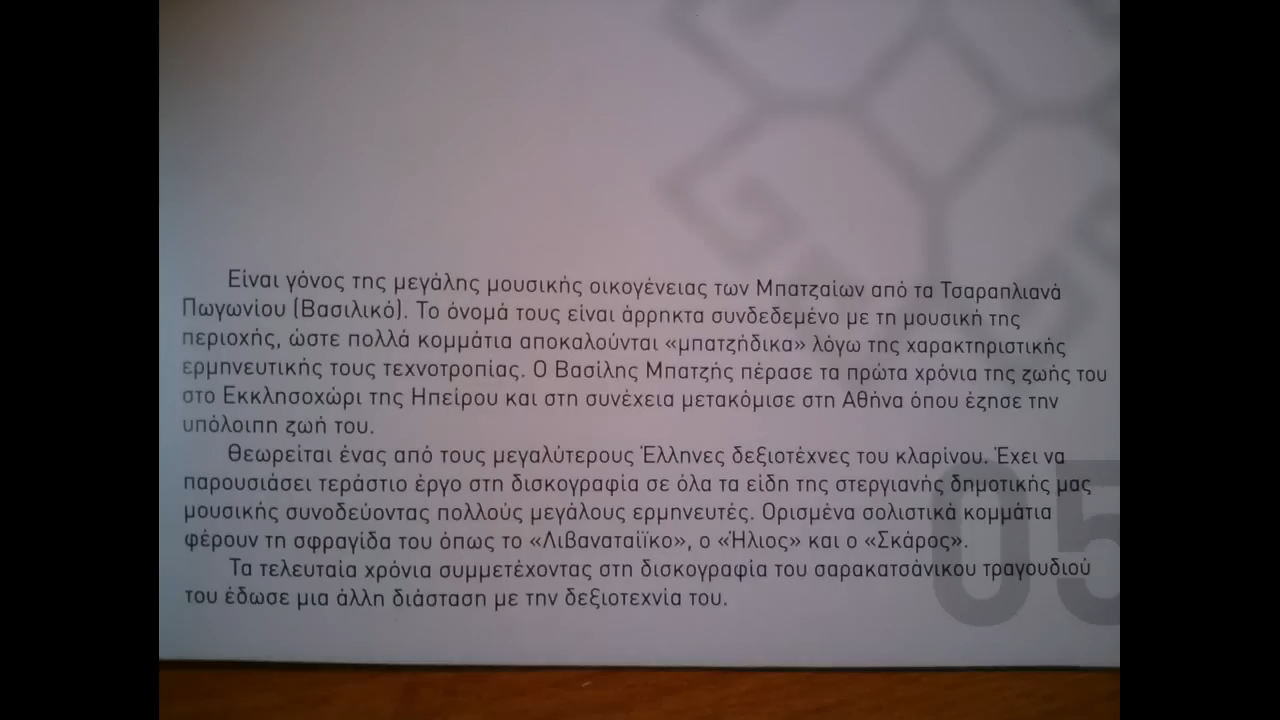 Είναι γόνος της μεγάλης μουσικής οικογένειας των Μπατζαίων από τα Τσαραπλιανά
Πωγωνίου (Βασιλικό). Το όνομά τους είναι άρρηκτα συνδεδεμένο με τη μουσική της
περιοχής, ώστε πολλά κομμάτια αποκαλούνται «μπατζήδικα» λόγω της χαρακτηριστικής
ερμηνευτικής τους τεχνοτροπίας. Ο Βασίλης Μπατζής πέρασε τα πρώτα χρόνια της ζωής του
στο Εκκλησοχώρι της Ηπείρου και στη συνέχεια μετακόμισε στη Αθήνα όπου έζησε την
υπόλοιπη ζωή του.
Θεωρείται ένας από τους μεγαλύτερους Έλληνες δεξιοτέχνες του κλαρίνου. Έχει να
παρουσιάσει τεράστιο έργο στη δισκογραφία σε όλα τα είδη της στεργιανής δημοτικής μας
μουσικής συνοδεύοντας πολλούς μεγάλους ερμηνευτές. Ορισμένα σολιστικά κομμάτια
φέρουν τη σφραγίδα του όπως το «Λιβαναταίϊκο», ο «Ήλιος» και ο «Σκάρος».
Τα τελευταία χρόνια συμμετέχοντας στη δισκογραφία του σαρακατσάνικου τραγουδιού
του έδωσε μια άλλη διάσταση με την δεξιοτεχνία του.
05